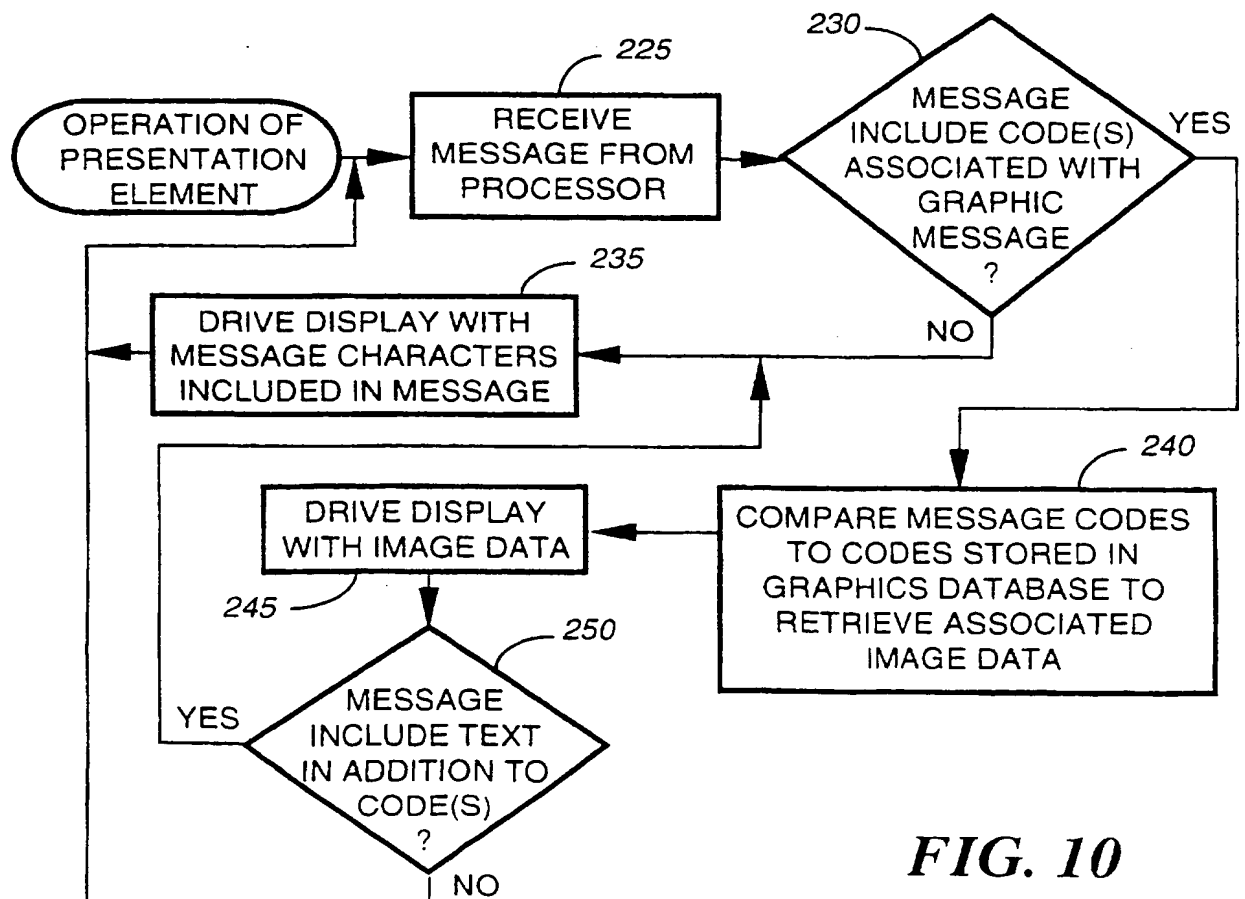 OPERATION OF
PRESENTATION
ELEMENT
225
RECEIVE
MESSAGE FROM
PROCESSOR
230
MESSAGE
INCLUDE CODE(S)
ASSOCIATED WITH
GRAPHIC
MESSAGE
?
YES
NO
235
DRIVE DISPLAY WITH
MESSAGE CHARACTERS
INCLUDED IN MESSAGE
240
COMPARE MESSAGE CODES
TO CODES STORED IN
GRAPHICS DATABASE TO
RETRIEVE ASSOCIATED
IMAGE DATA
DRIVE DISPLAY
WITH IMAGE DATA
245
250
MESSAGE
INCLUDE TEXT
IN ADDITION TO
CODE(S)
?
YES
NO
FIG. 10